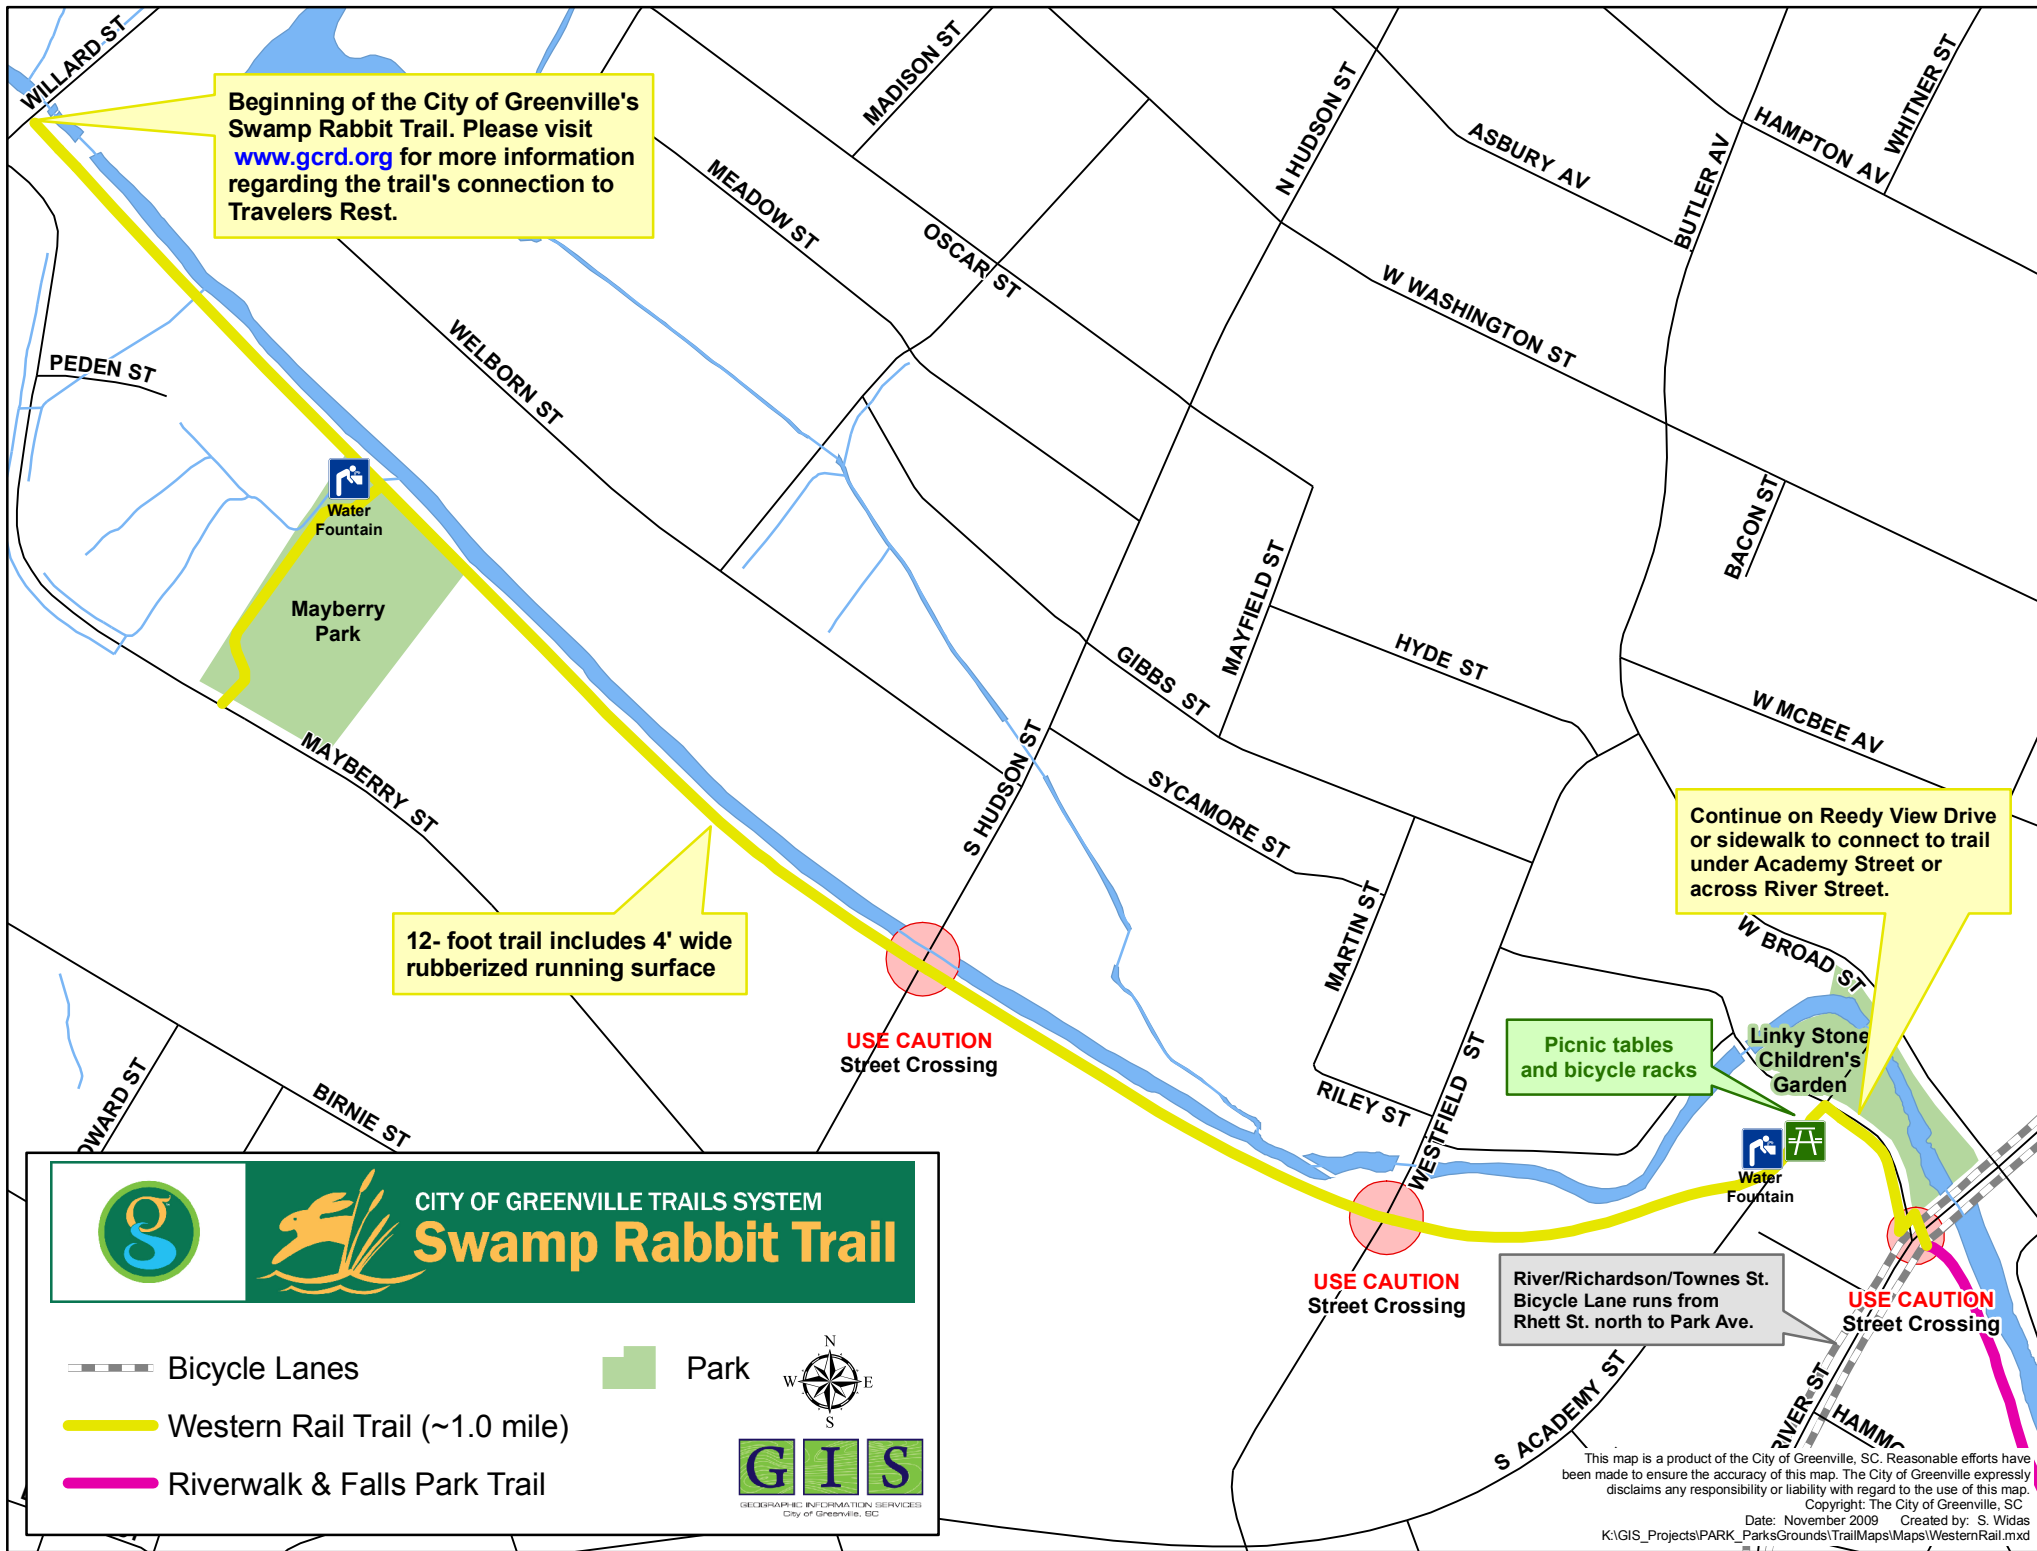 WILLARD ST
Beginning of the City of Greenville's
Swamp Rabbit Trail. Please visit
www.gcrd.org for more information
regarding the trail's connection to
Travelers Rest.
MADISON ST
MEADOW ST
OSCAR ST
N HUDSON ST
ASBURY AV
BUTLER AV
HAMPTON AV
WHITNER ST
W WASHINGTON ST
PEDEN ST
WELBORN ST
Water
Fountain
Mayberry
Park
MAYBERRY ST
BACON ST
MAYFIELD ST
HYDE ST
GIBBS ST
W MCBEE AV
S HUDSON ST
SYCAMORE ST
MARTIN ST
Continue on Reedy View Drive
or sidewalk to connect to trail
under Academy Street or
across River Street.
12- foot trail includes 4' wide
rubberized running surface
W BROAD ST
USE CAUTION
Street Crossing
Picnic tables
and bicycle racks
Linky Stone
Children's
Garden
RILEY ST
WESTFIELD ST
BIRNIE ST
Water
Fountain
USE CAUTION
Street Crossing
River/Richardson/Townes St.
Bicycle Lane runs from
Rhett St. north to Park Ave.
USE CAUTION
Street Crossing
S ACADEMY ST
RIVER ST
HAMMO
OWARD ST
g
CITY OF GREENVILLE TRAILS SYSTEM
Swamp Rabbit Trail
Bicycle Lanes
Park
N
W E
S
Western Rail Trail (~1.0 mile)
Riverwalk & Falls Park Trail
G I S
GEOGRAPHIC INFORMATION SERVICES
City of Greenville, SC
This map is a product of the City of Greenville, SC. Reasonable efforts have
been made to ensure the accuracy of this map. The City of Greenville expressly
disclaims any responsibility or liability with regard to the use of this map.
Copyright: The City of Greenville, SC
Date: November 2009 Created by: S. Widas
K:\GIS_Projects\PARK_ParksGrounds\TrailMaps\Maps\WesternRail.mxd